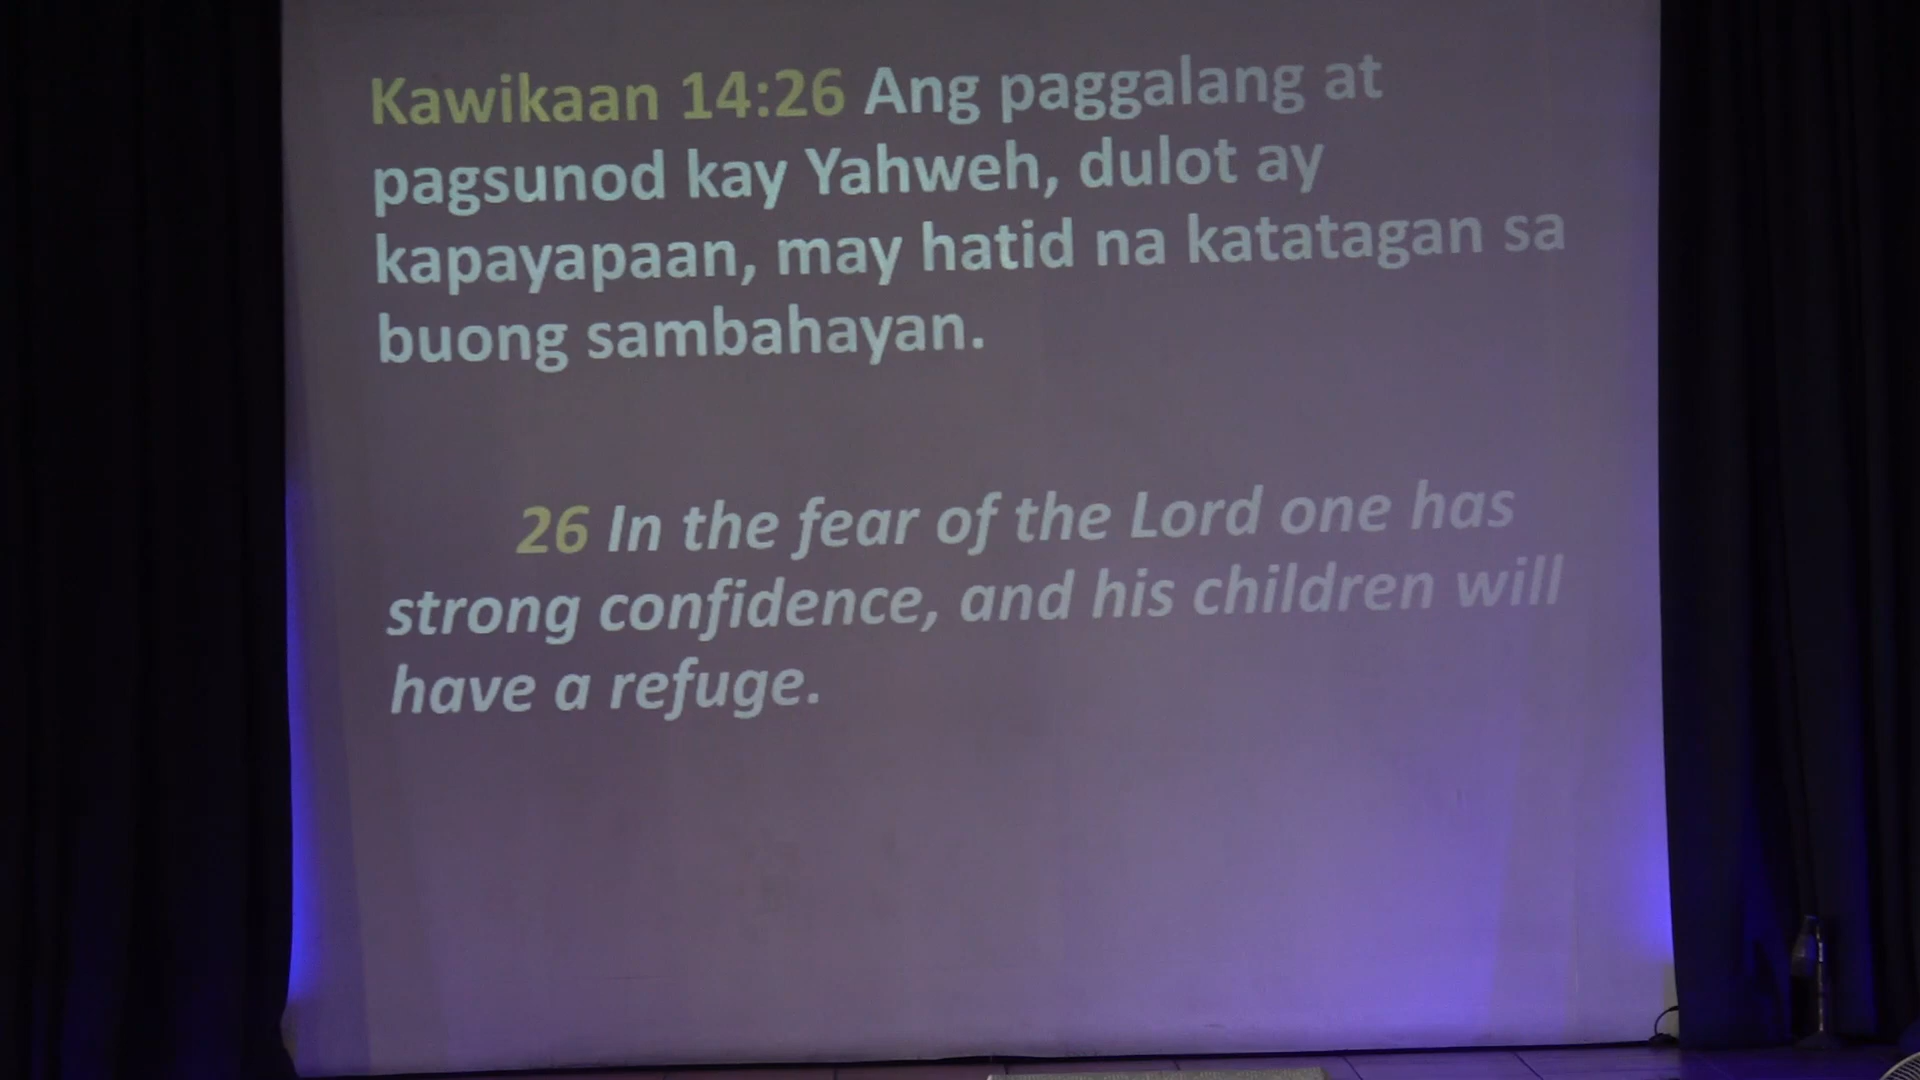 Kawikaan 14:26 Ang paggalang at
pagsunod kay Yahweh, dulot ay
kapayapaan, may hatid na katatagan sa
buong sambahayan.
26 In the fear of the Lord one has
strong confidence, and his children will
have a refuge.